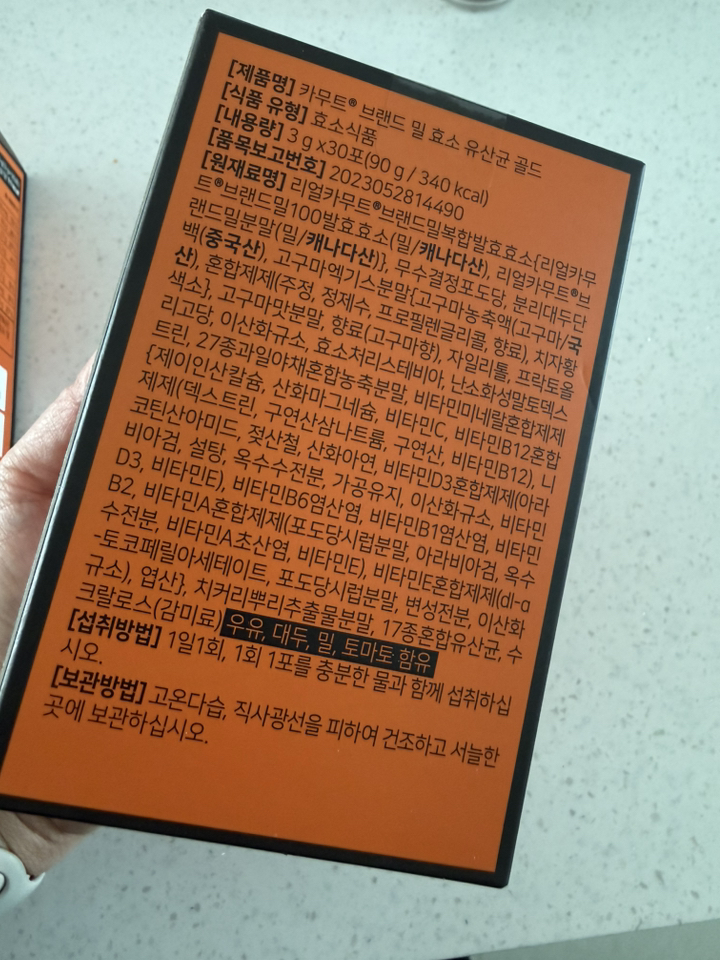 [제품명] 카무트® 브랜드 밀 효소 유산균 골드
[식품 유형] 효소식품
[내용량] 3 g x30포(90 g / 340 kcal)
[품목보고번호] 2023052814490
[원재료명] 리얼카무트®브랜드밀복합발효효소{리얼카무
트®브랜드밀100발효효소(밀/캐나다산), 리얼카무트®브
랜드밀분말(밀/캐나다산)}, 무수결정포도당, 분리대두단
백(중국산), 고구마엑기스분말{고구마농축액(고구마/국
산), 혼합제제(주정, 정제수, 프로필렌글리콜, 향료), 치자황
색소}, 고구마맛분말, 향료(고구마향), 자일리톨, 프락토올
리고당, 이산화규소, 효소처리스테비아, 난소화성말토덱스
트린, 27종과일야채혼합농축분말, 비타민미네랄혼합제제
{제이인산칼슘, 산화마그네슘, 비타민C, 비타민B12혼합
제제(덱스트린, 구연산삼나트륨, 구연산, 비타민B12), 니
코틴산아미드, 젖산철, 산화아연, 비타민D3혼합제제(아라
비아검, 설탕, 옥수수전분, 가공유지, 이산화규소, 비타민
D3, 비타민E), 비타민B6염산염, 비타민B1염산염, 비타민
B2, 비타민A혼합제제(포도당시럽분말, 아라비아검, 옥수
수전분, 비타민A초산염, 비타민E), 비타민E혼합제제(dl-α
-토코페릴아세테이트, 포도당시럽분말, 변성전분, 이산화
규소), 엽산}, 치커리뿌리추출물분말, 17종혼합유산균, 수
크랄로스(감미료) 우유, 대두, 밀, 토마토 함유
[섭취방법] 1일1회, 1회 1포를 충분한 물과 함께 섭취하십
시오.
[보관방법] 고온다습, 직사광선을 피하여 건조하고 서늘한
곳에 보관하십시오.